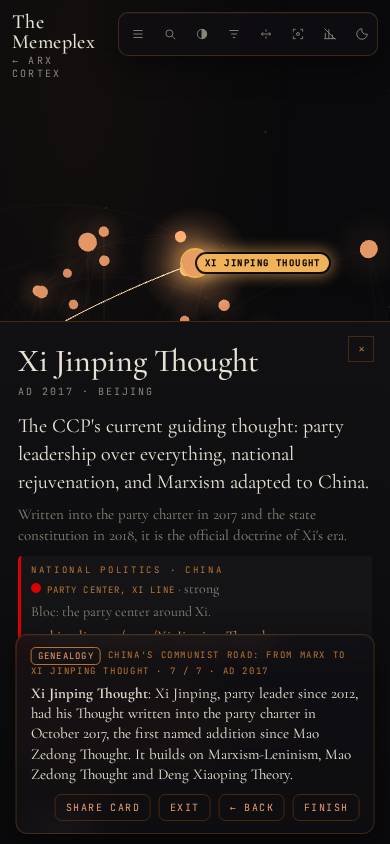 The
Memeplex
← ARX
CORTEX
XI JINPING THOUGHT
Xi Jinping Thought
×
AD 2017 · BEIJING
The CCP's current guiding thought: party
leadership over everything, national
rejuvenation, and Marxism adapted to China.
Written into the party charter in 2017 and the state
constitution in 2018, it is the official doctrine of Xi's era.
NATIONAL POLITICS · CHINA
PARTY CENTER, XI LINE · strong
Bloc: the party center around Xi.
GENEALOGY CHINA'S COMMUNIST ROAD: FROM MARX TO
XI JINPING THOUGHT · 7 / 7 · AD 2017
Xi Jinping Thought: Xi Jinping, party leader since 2012,
had his Thought written into the party charter in
October 2017, the first named addition since Mao
Zedong Thought. It builds on Marxism-Leninism, Mao
Zedong Thought and Deng Xiaoping Theory.
SHARE CARD EXIT ← BACK FINISH